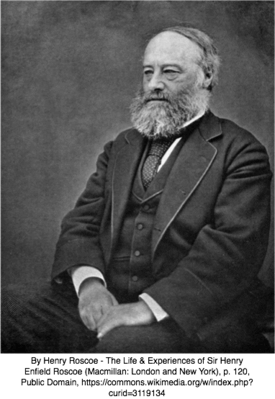 By Henry Roscoe - The Life & Experiences of Sir Henry
Enfield Roscoe (Macmillan: London and New York), p. 120,
Public Domain, https://commons.wikimedia.org/w/index.php?
curid=3119134